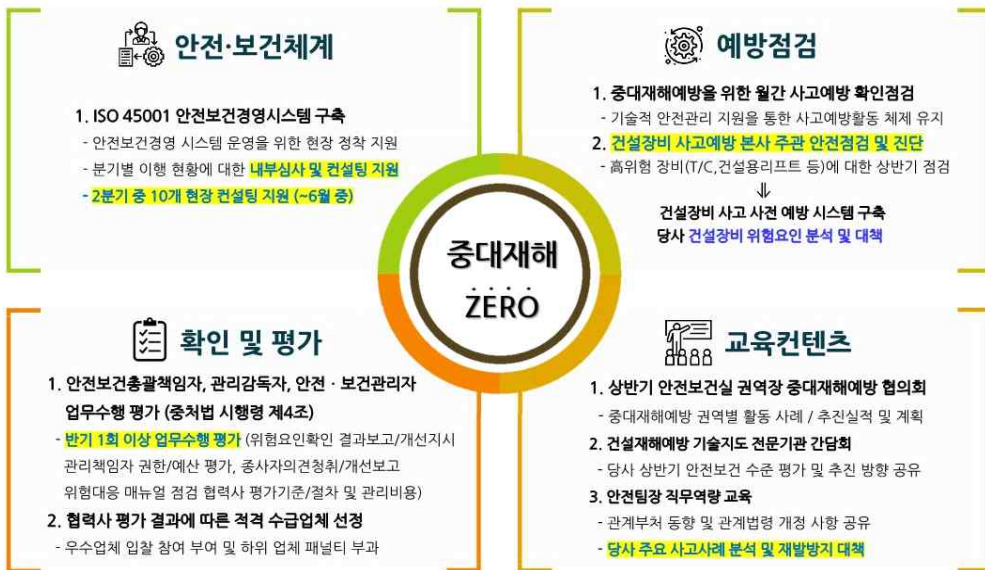 안전·보건체계
1. ISO 45001 안전보건경영시스템 구축
- 안전보건경영 시스템 운영을 위한 현장 정착 지원
- 분기별 이행 현황에 대한 내부심사 및 컨설팅 지원
- 2분기 중 10개 현장 컨설팅 지원 (~6월 중)
예방점검
1. 중대재해예방을 위한 월간 사고예방 확인점검
- 기술적 안전관리 지원을 통한 사고예방활동 체제 유지
2. 건설장비 사고예방 본사 주관 안전점검 및 진단
- 高위험 장비(T/C,건설용리프트 등)에 대한 상반기 점검
⇓
건설장비 사고 사전 예방 시스템 구축
당사 건설장비 위험요인 분석 및 대책
중대재해
ZERO
확인 및 평가
1. 안전보건총괄책임자, 관리감독자, 안전 · 보건관리자
업무수행 평가 (중처법 시행령 제4조)
- 반기 1회 이상 업무수행 평가 (위험요인확인 결과보고/개선지시
관리책임자 권한/예산 평가, 종사자의견청취/개선보고
위험대응 매뉴얼 점검 협력사 평가기준/절차 및 관리비용)
2. 협력사 평가 결과에 따른 적격 수급업체 선정
- 우수업체 입찰 참여 부여 및 하위 업체 패널티 부과
교육컨텐츠
1. 상반기 안전보건실 권역장 중대재해예방 협의회
- 중대재해예방 권역별 활동 사례 / 추진실적 및 계획
2. 건설재해예방 기술지도 전문기관 간담회
- 당사 상반기 안전보건 수준 평가 및 추진 방향 공유
3. 안전팀장 직무역량 교육
- 관계부처 동향 및 관계법령 개정 사항 공유
- 당사 주요 사고사례 분석 및 재발방지 대책